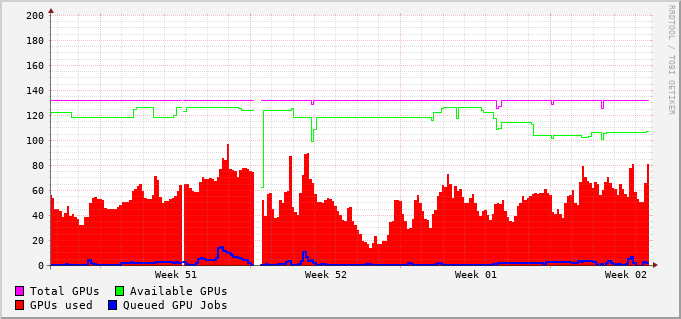 200
180
160
140
120
100
80
60
40
20
0
Week 51 Week 52 Week 01 Week 02
Total GPUs Available GPUs
GPUs used Queued GPU Jobs
RRDTOOL / TOBI OETIKER